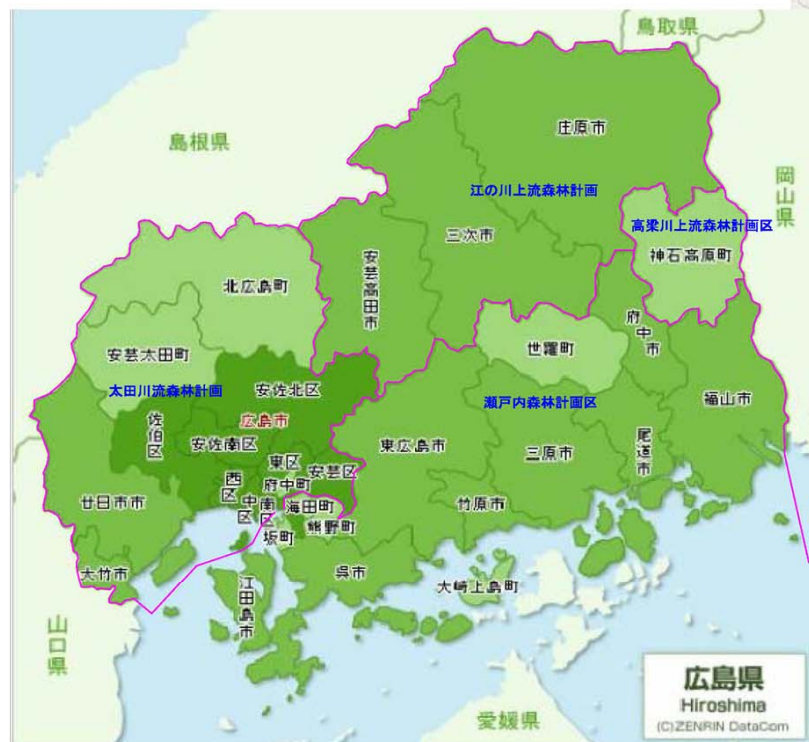 鳥取県
島根県
庄原市
岡山県
江の川上流森林計画
高梁川上流森林計画区
神石高原町
三次市
安芸高田市
北広島町
府中市
世羅町
安芸太田町
太田川流森林計画
安佐北区
瀬戸内森林計画区
福山市
佐伯区
広島市
安佐南区
東広島市
三原市
尾道市
東区
安芸区
西区
府中町
廿日市市
中区
南区
海田町
竹原市
坂町
熊野町
大竹市
呉市
江田島市
大崎上島町
山口県
愛媛県
広島県
Hiroshima
(C)ZENRIN DataCom